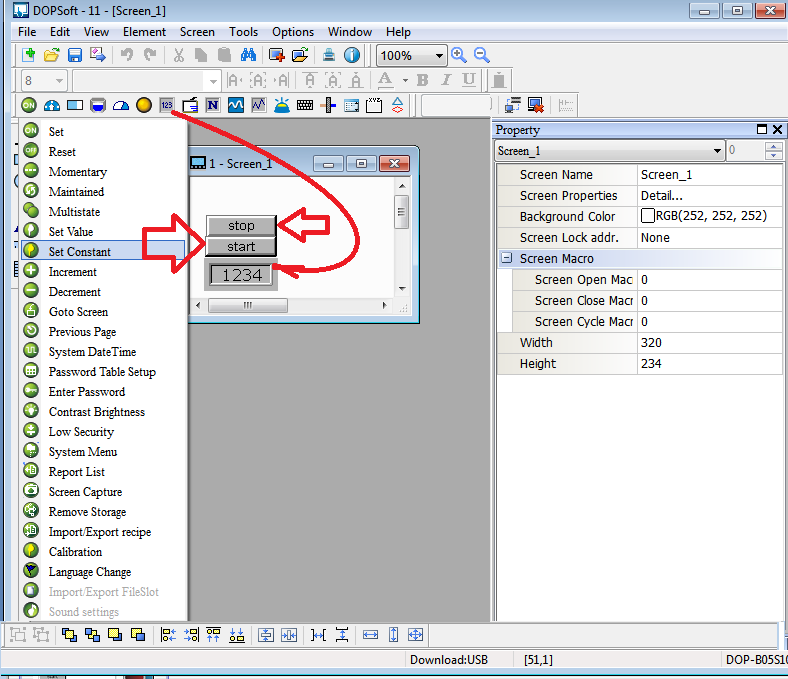 DOPSoft - 11 - [Screen_1]
File Edit View Element Screen Tools Options Window Help
100%
8 A A A A A A A B I U
ON 123 N XYZ
Set
Reset
Momentary
Maintained
Multistate
Set Value
Set Constant
Increment
Decrement
Goto Screen
Previous Page
System DateTime
Password Table Setup
Enter Password
Contrast Brightness
Low Security
System Menu
Report List
Screen Capture
Remove Storage
Import/Export recipe
Calibration
Language Change
Import/Export FileSlot
Sound settings
1 - Screen_1
stop
start
1234
Property
Screen_1 0
Screen Name Screen_1
Screen Properties Detail...
Background Color RGB(252, 252, 252)
Screen Lock addr. None
Screen Macro
Screen Open Macr 0
Screen Close Macr 0
Screen Cycle Macr 0
Width 320
Height 234
Download:USB [51,1] DOP-B05S10